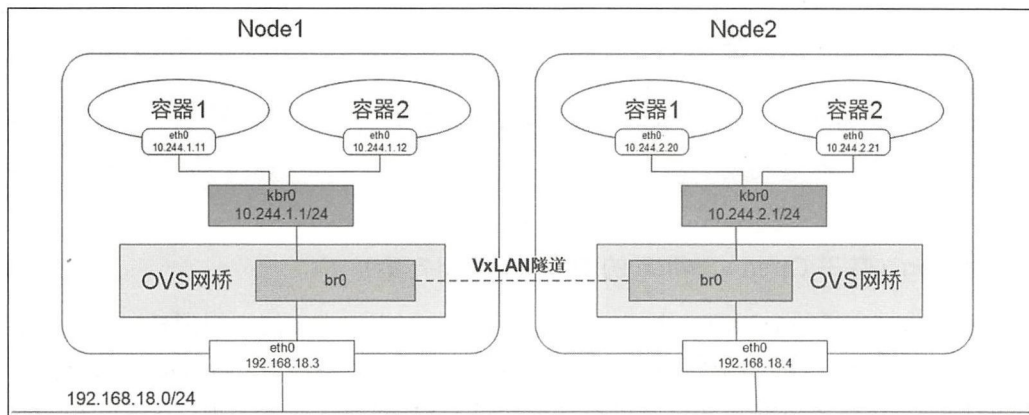 Node1
Node2
容器1
容器2
容器1
容器2
eth0
10.244.1.11
eth0
10.244.1.12
eth0
10.244.2.20
eth0
10.244.2.21
kbr0
10.244.1.1/24
kbr0
10.244.2.1/24
OVS网桥
br0
VxLAN隧道
br0
OVS网桥
eth0
192.168.18.3
eth0
192.168.18.4
192.168.18.0/24